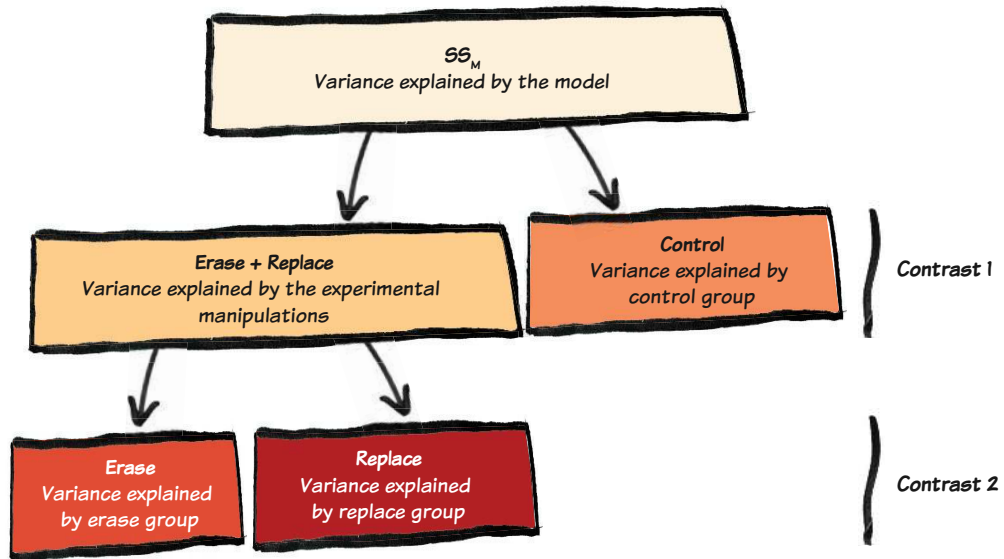 SS_M
Variance explained by the model
Erase + Replace
Variance explained by the experimental
manipulations
Control
Variance explained by
control group
Contrast 1
Erase
Variance explained
by erase group
Replace
Variance explained
by replace group
Contrast 2